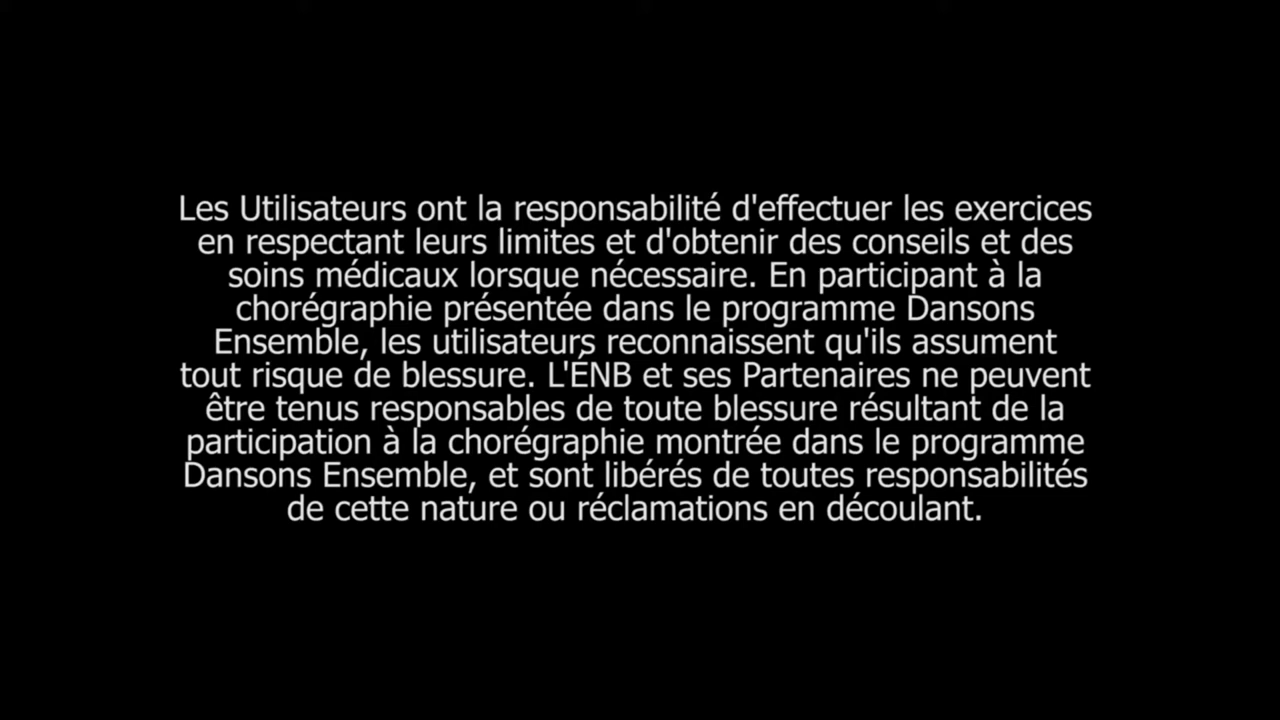 Les Utilisateurs ont la responsabilité d'effectuer les exercices
en respectant leurs limites et d'obtenir des conseils et des
soins médicaux lorsque nécessaire. En participant à la
chorégraphie présentée dans le programme Dansons
Ensemble, les utilisateurs reconnaissent qu'ils assument
tout risque de blessure. L'ÉNB et ses Partenaires ne peuvent
être tenus responsables de toute blessure résultant de la
participation à la chorégraphie montrée dans le programme
Dansons Ensemble, et sont libérés de toutes responsabilités
de cette nature ou réclamations en découlant.